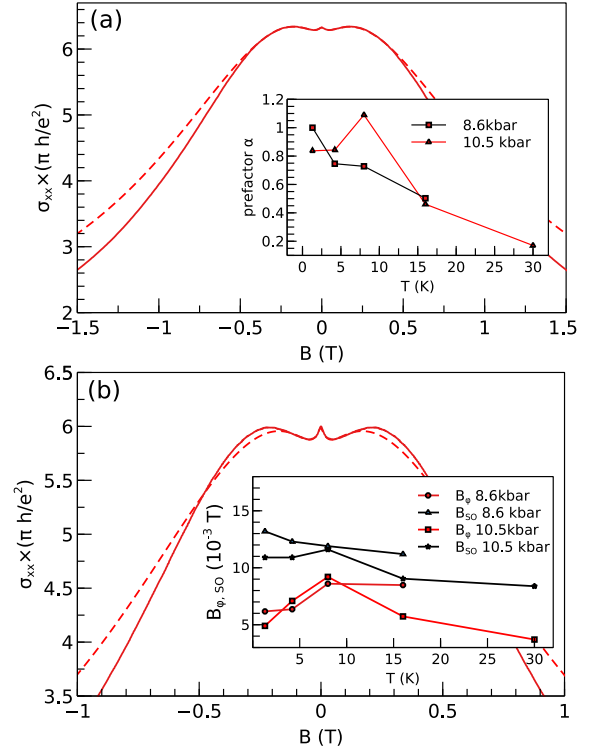 (a)
σxx×(π h/e²)
6
5
4
3
2
−1.5
−1
−0.5
0
0.5
1
1.5
B (T)
prefactor α
1.2
1
0.8
0.6
0.4
0.2
0
5
10
15
20
25
30
T (K)
8.6kbar
10.5 kbar
(b)
σxx×(π h/e²)
6.5
6
5.5
5
4.5
4
3.5
−1
−0.5
0
0.5
1
B (T)
Bφ, SO (10⁻³ T)
15
10
5
5
10
15
20
25
30
T (K)
Bφ 8.6kbar
BSO 8.6 kbar
Bφ 10.5kbar
BSO 10.5 kbar